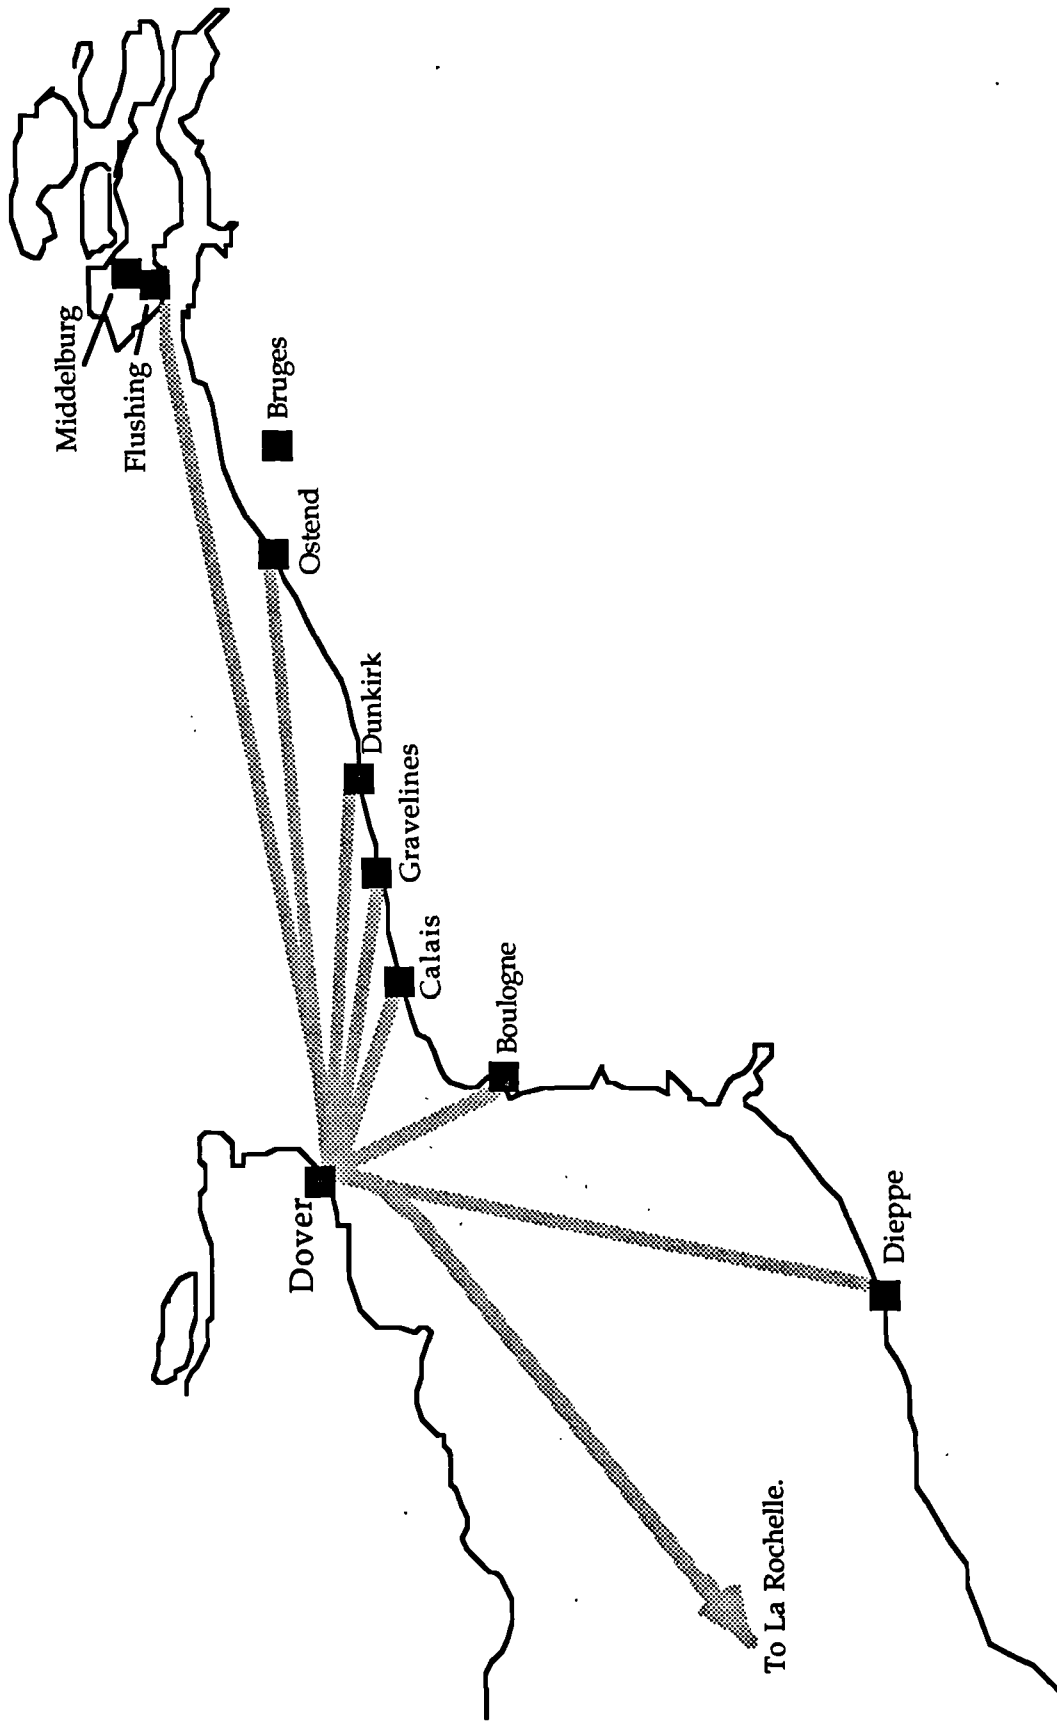 Middelburg
Flushing
Bruges
Ostend
Dunkirk
Gravelines
Calais
Boulogne
Dover
Dieppe
To La Rochelle.